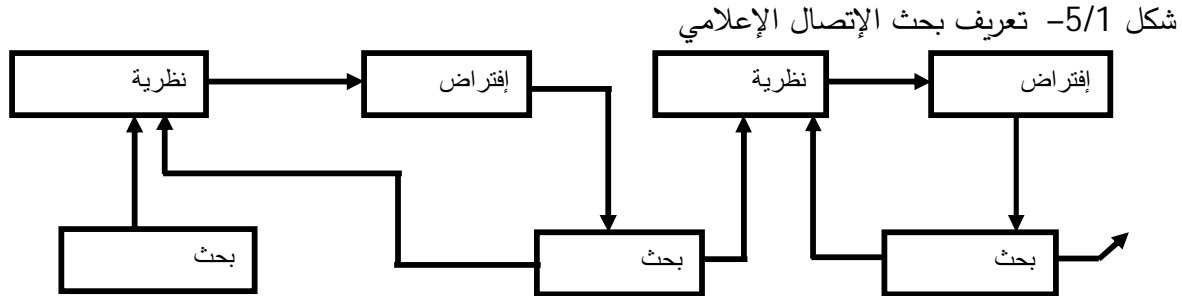 شكل 5/1– تعريف بحث الإتصال الإعلامي
نظرية
إفتراض
نظرية
إفتراض
بحث
بحث
بحث